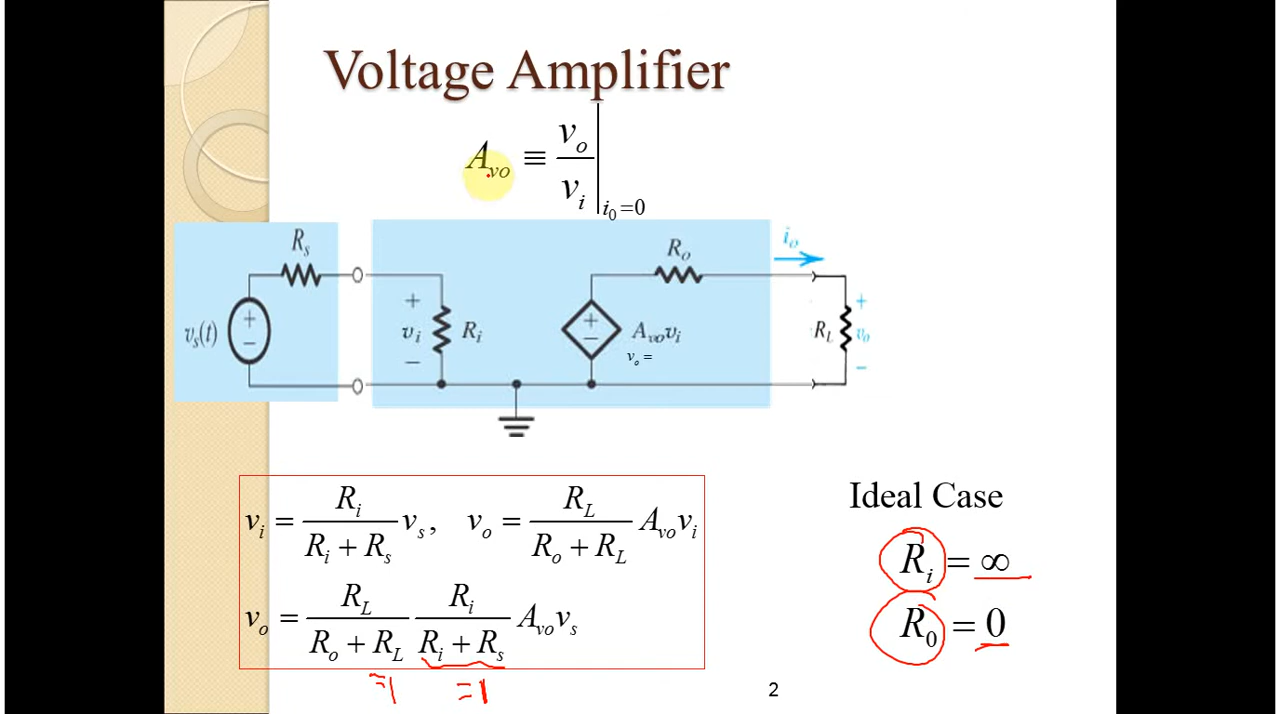 Voltage Amplifier
A_vo ≡ v_o / v_i |_{i_0=0}
R_s
R_o
i_o
v_s(t)
+
−
+
v_i
−
R_i
+
−
A_vo v_i
v_o =
R_L
+
v_o
−
v_i = R_i / (R_i + R_s) v_s, v_o = R_L / (R_o + R_L) A_vo v_i
v_o = R_L / (R_o + R_L) R_i / (R_i + R_s) A_vo v_s
=1 =1
Ideal Case
R_i = ∞
R_0 = 0
2